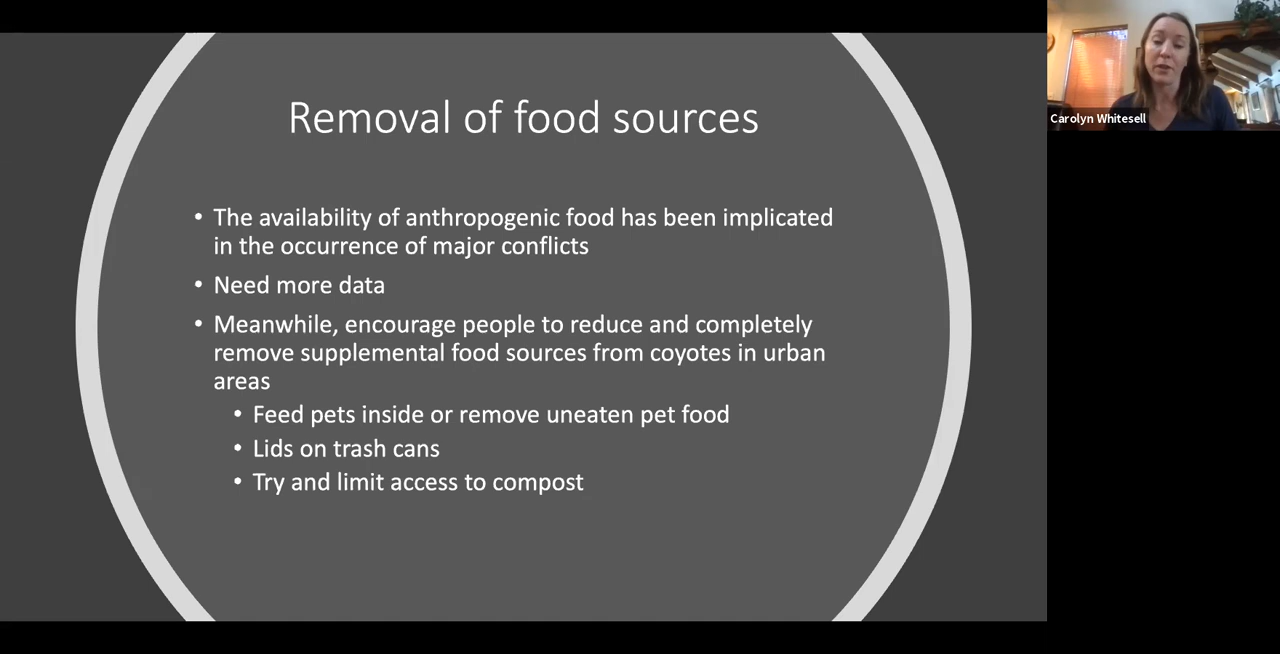 Removal of food sources
• The availability of anthropogenic food has been implicated
in the occurrence of major conflicts
• Need more data
• Meanwhile, encourage people to reduce and completely
remove supplemental food sources from coyotes in urban
areas
• Feed pets inside or remove uneaten pet food
• Lids on trash cans
• Try and limit access to compost
Carolyn Whitesell